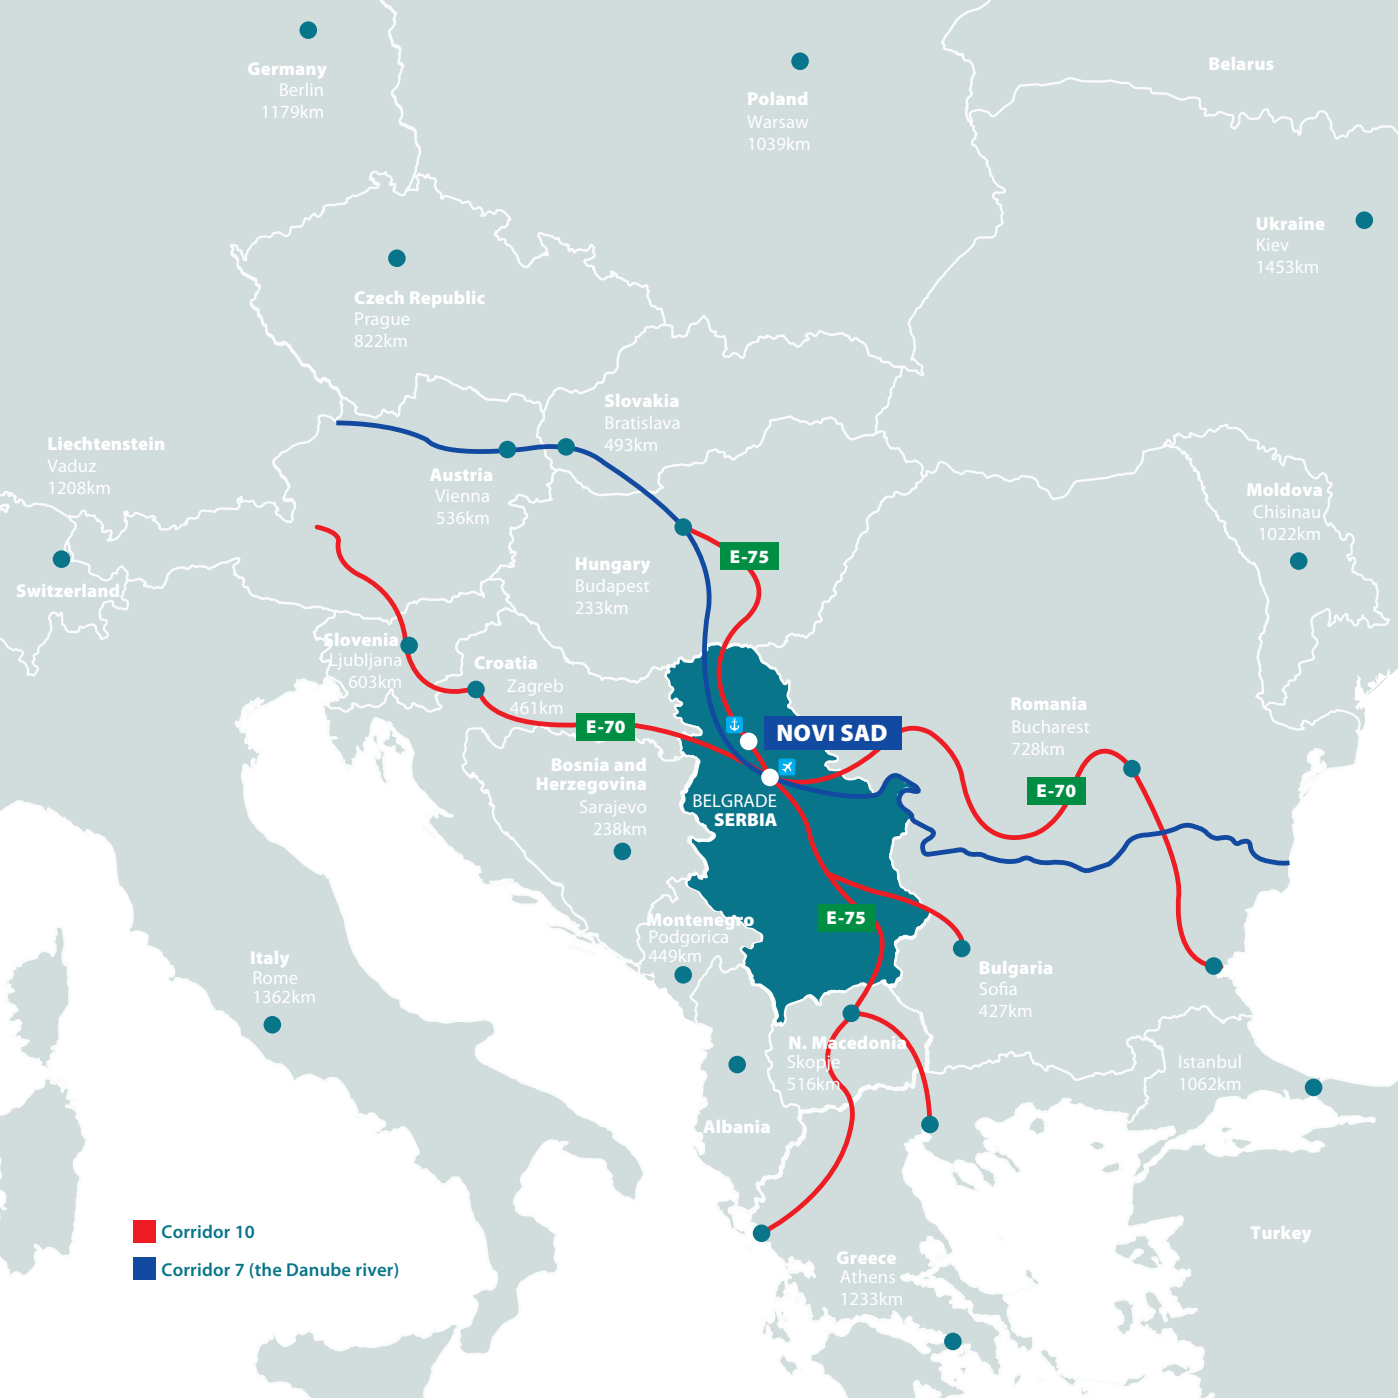 Germany
Berlin
1179km
Poland
Warsaw
1039km
Belarus
Ukraine
Kiev
1453km
Czech Republic
Prague
822km
Slovakia
Bratislava
493km
Liechtenstein
Vaduz
1208km
Austria
Vienna
536km
Moldova
Chisinau
1022km
Switzerland
Hungary
Budapest
233km
E-75
Slovenia
Ljubljana
603km
Croatia
Zagreb
461km
E-70
NOVI SAD
Romania
Bucharest
728km
E-70
Bosnia and
Herzegovina
Sarajevo
238km
BELGRADE
SERBIA
Montenegro
Podgorica
449km
E-75
Italy
Rome
1362km
Bulgaria
Sofia
427km
N. Macedonia
Skopje
516km
Istanbul
1062km
Albania
Corridor 10
Corridor 7 (the Danube river)
Greece
Athens
1233km
Turkey